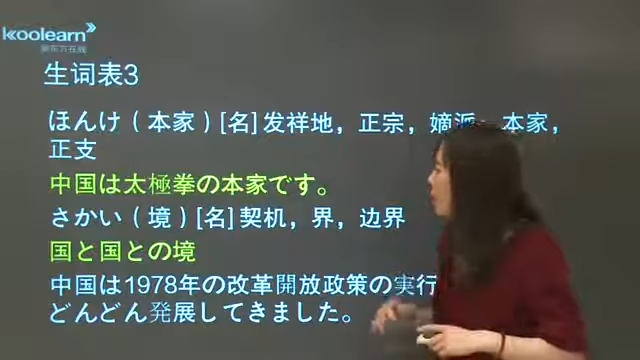 koolearn
新东方在线
生词表3
ほんけ（本家）[名]发祥地，正宗，嫡派，本家，
正支
中国は太極拳の本家です。
さかい（境）[名]契机，界，边界
国と国との境
中国は1978年の改革開放政策の実行
どんどん発展してきました。